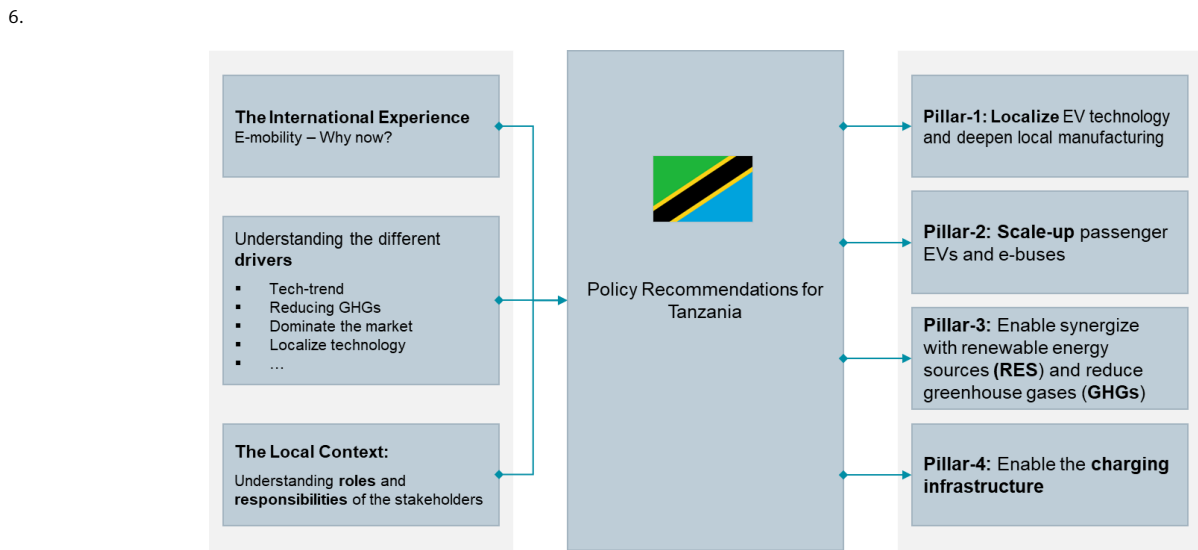 6.
The International Experience
E-mobility – Why now?
Understanding the different
drivers
▪ Tech-trend
▪ Reducing GHGs
▪ Dominate the market
▪ Localize technology
▪ …
The Local Context:
Understanding roles and
responsibilities of the stakeholders
Policy Recommendations for
Tanzania
Pillar-1: Localize EV technology
and deepen local manufacturing
Pillar-2: Scale-up passenger
EVs and e-buses
Pillar-3: Enable synergize
with renewable energy
sources (RES) and reduce
greenhouse gases (GHGs)
Pillar-4: Enable the charging
infrastructure